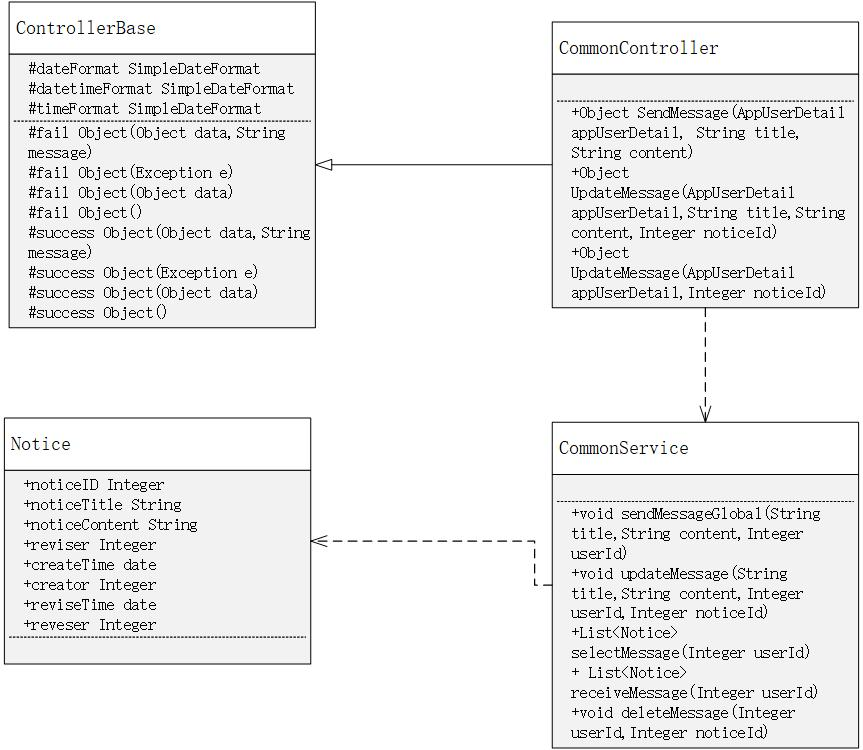 ControllerBase
#dateFormat SimpleDateFormat
#datetimeFormat SimpleDateFormat
#timeFormat SimpleDateFormat
#fail Object(Object data,String
message)
#fail Object(Exception e)
#fail Object(Object data)
#fail Object()
#success Object(Object data,String
message)
#success Object(Exception e)
#success Object(Object data)
#success Object()
CommonController
+Object SendMessage(AppUserDetail
appUserDetail, String title,
String content)
+Object
UpdateMessage(AppUserDetail
appUserDetail,String title,String
content,Integer noticeId)
+Object
UpdateMessage(AppUserDetail
appUserDetail,Integer noticeId)
Notice
+noticeID Integer
+noticeTitle String
+noticeContent String
+reviser Integer
+createTime date
+creator Integer
+reviseTime date
+reveser Integer
CommonService
+void sendMessageGlobal(String
title,String content,Integer
userId)
+void updateMessage(String
title,String content,Integer
userId,Integer noticeId)
+List<Notice>
selectMessage(Integer userId)
+ List<Notice>
receiveMessage(Integer userId)
+void deleteMessage(Integer
userId,Integer noticeId)